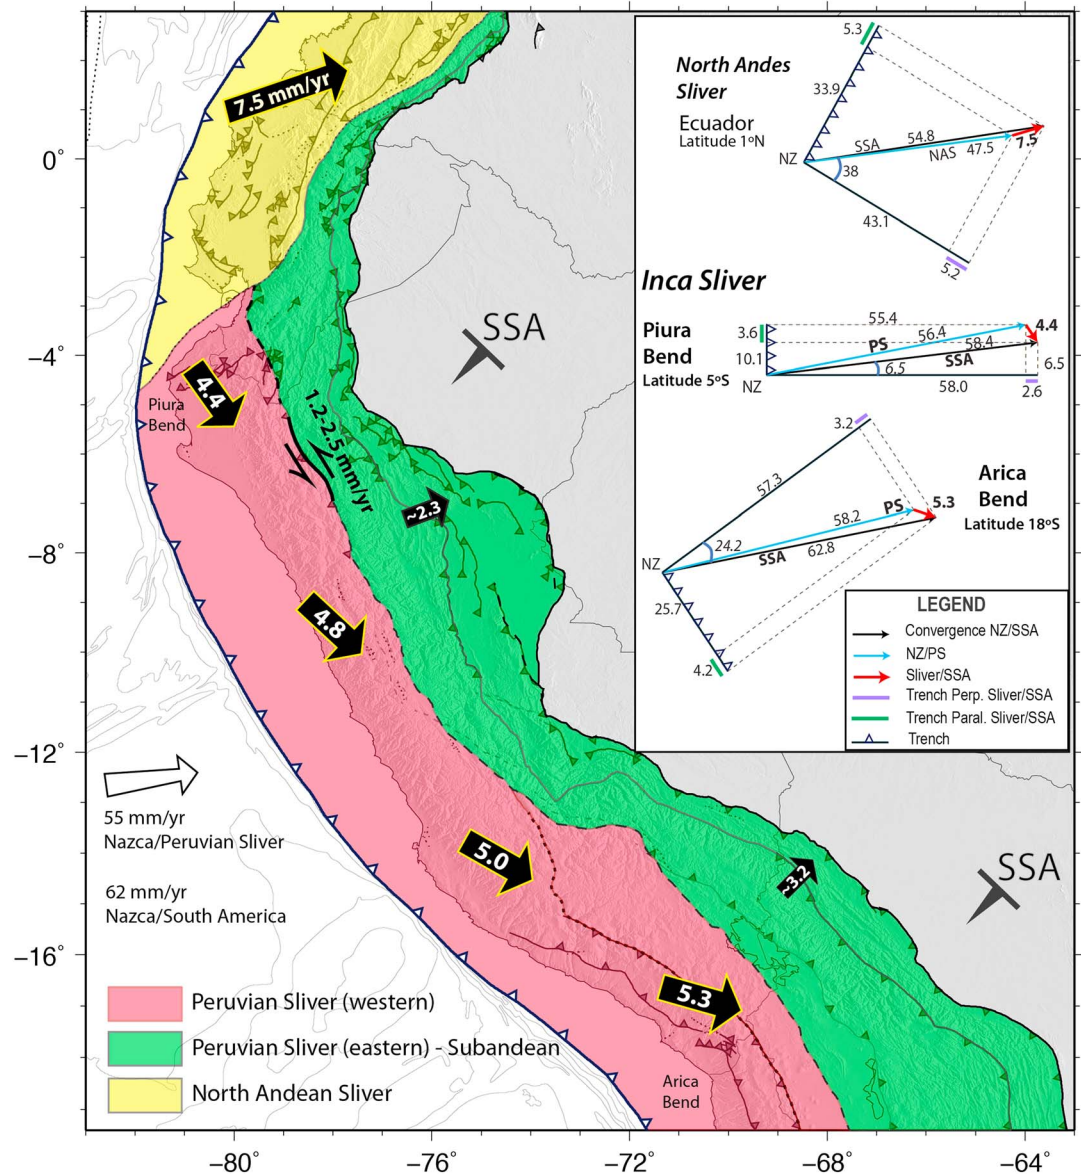 7.5 mm/yr
0°
−4°
−8°
−12°
−16°
−80°
−76°
−72°
−68°
−64°
SSA
4.4
Piura
Bend
1.2-2.5 mm/yr
~2.3
4.8
5.0
~3.2
SSA
5.3
Arica
Bend
55 mm/yr
Nazca/Peruvian Sliver
62 mm/yr
Nazca/South America
Peruvian Sliver (western)
Peruvian Sliver (eastern) - Subandean
North Andean Sliver
North Andes
Sliver
Ecuador
Latitude 1ºN
5.3
33.9
NZ
SSA
54.8
NAS
47.5
7.5
38
43.1
5.2
Inca Sliver
Piura
Bend
Latitude 5ºS
55.4
3.6
10.1
NZ
PS
56.4
4.4
58.4
SSA
6.5
6.5
58.0
2.6
Arica
Bend
Latitude 18ºS
3.2
57.3
PS
5.3
58.2
NZ
24.2
SSA
62.8
25.7
4.2
LEGEND
Convergence NZ/SSA
NZ/PS
Sliver/SSA
Trench Perp. Sliver/SSA
Trench Paral. Sliver/SSA
Trench